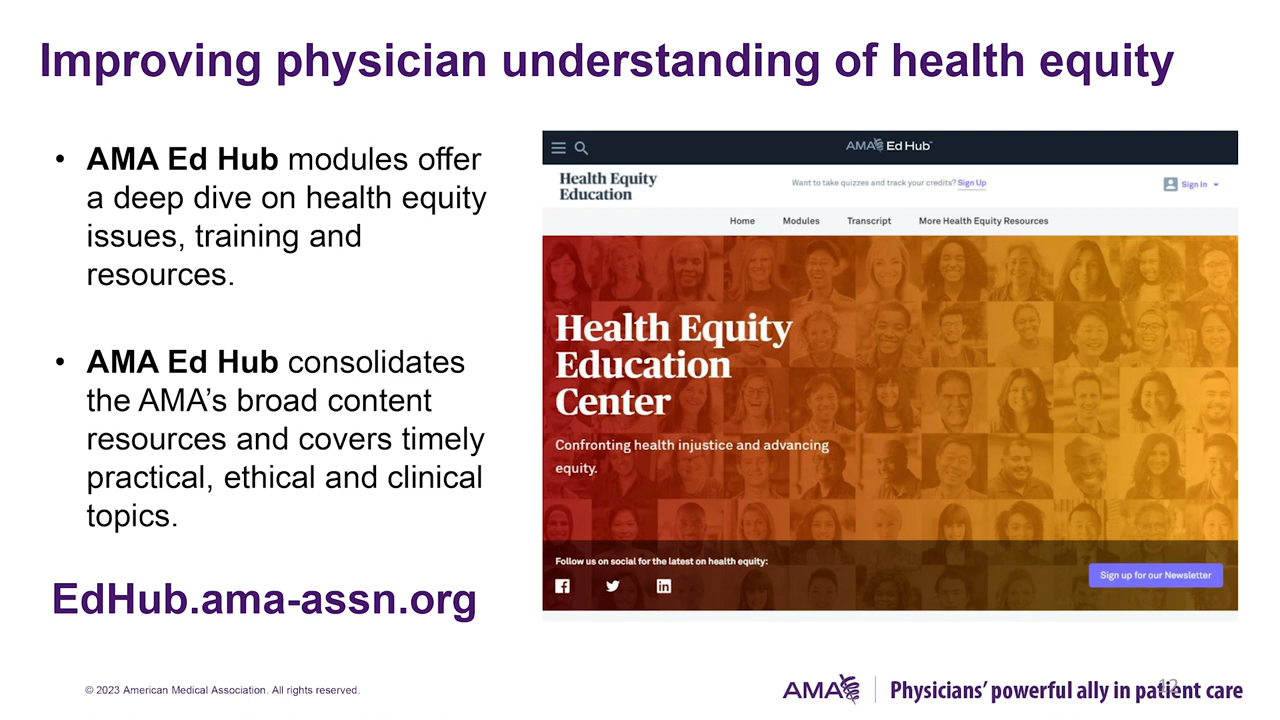 Improving physician understanding of health equity
• AMA Ed Hub modules offer
a deep dive on health equity
issues, training and
resources.
• AMA Ed Hub consolidates
the AMA’s broad content
resources and covers timely
practical, ethical and clinical
topics.
EdHub.ama-assn.org
AMA Ed Hub™
Health Equity
Education
Want to take quizzes and track your credits? Sign Up
Sign In
Home Modules Transcript More Health Equity Resources
Health Equity
Education
Center
Confronting health injustice and advancing
equity.
Follow us on social for the latest on health equity:
Sign up for our Newsletter
© 2023 American Medical Association. All rights reserved.
AMA Physicians’ powerful ally in patient care
12